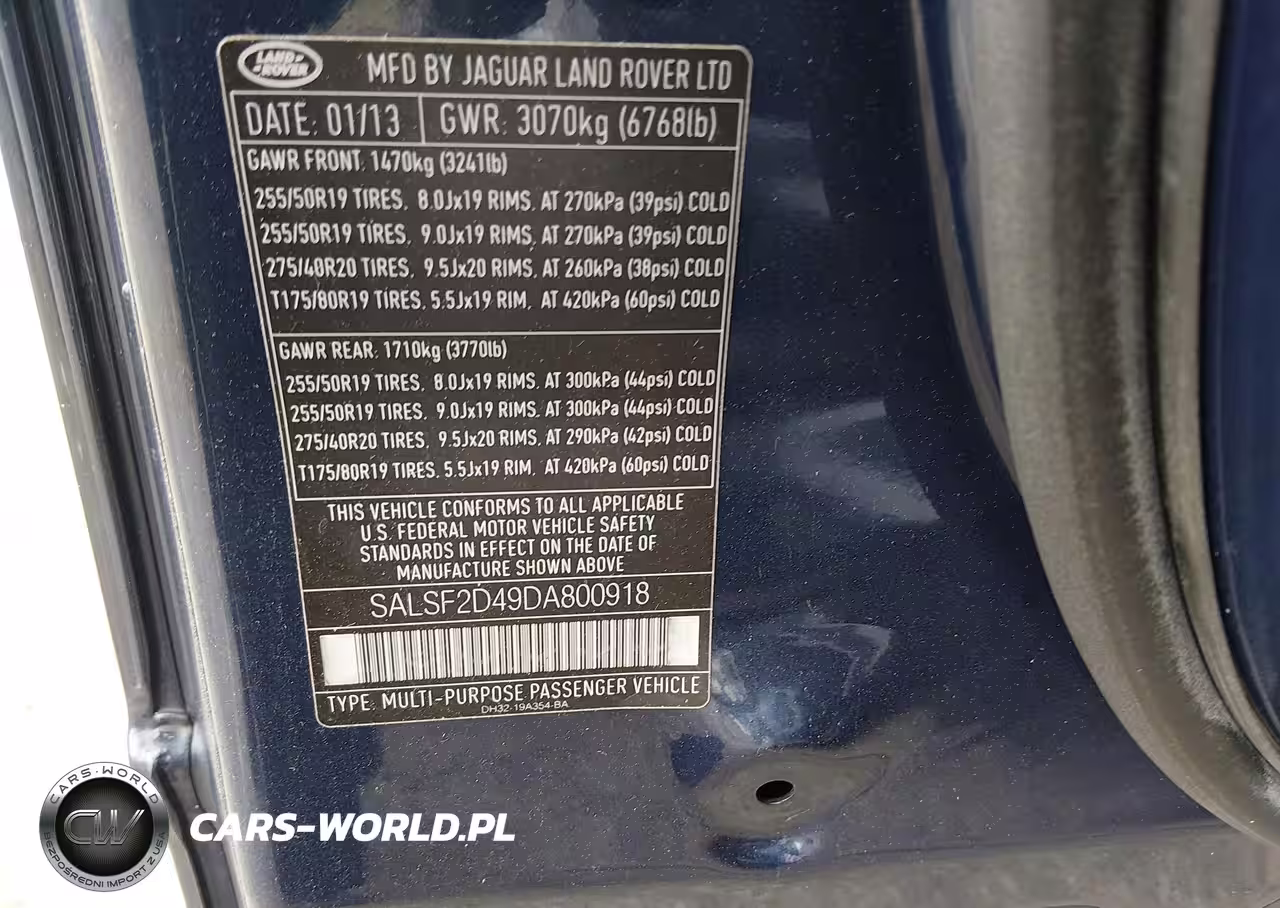 LAND-
-ROVER
MFD BY JAGUAR LAND ROVER LTD
DATE: 01/13 GWR: 3070kg (6768lb)
GAWR FRONT: 1470kg (3241lb)
255/50R19 TIRES, 8.0Jx19 RIMS, AT 270kPa (39psi) COLD
255/50R19 TIRES, 9.0Jx19 RIMS, AT 270kPa (39psi) COLD
275/40R20 TIRES, 9.5Jx20 RIMS, AT 260kPa (38psi) COLD
T175/80R19 TIRES, 5.5Jx19 RIM, AT 420kPa (60psi) COLD
GAWR REAR: 1710kg (3770lb)
255/50R19 TIRES, 8.0Jx19 RIMS, AT 300kPa (44psi) COLD
255/50R19 TIRES, 9.0Jx19 RIMS, AT 300kPa (44psi) COLD
275/40R20 TIRES, 9.5Jx20 RIMS, AT 290kPa (42psi) COLD
T175/80R19 TIRES, 5.5Jx19 RIM, AT 420kPa (60psi) COLD
THIS VEHICLE CONFORMS TO ALL APPLICABLE
U.S. FEDERAL MOTOR VEHICLE SAFETY
STANDARDS IN EFFECT ON THE DATE OF
MANUFACTURE SHOWN ABOVE
SALSF2D49DA800918
TYPE: MULTI-PURPOSE PASSENGER VEHICLE
DH32-19A354-BA
CARS-WORLD
CW
BEZPOŚREDNI IMPORT Z USA
CARS-WORLD.PL